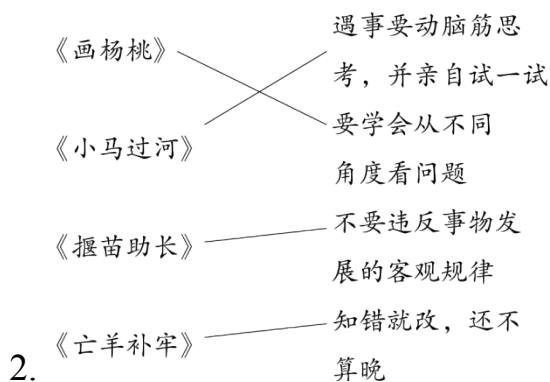 《画杨桃》
《小马过河》
《揠苗助长》
《亡羊补牢》
遇事要动脑筋思
考，并亲自试一试
要学会从不同
角度看问题
不要违反事物发
展的客观规律
知错就改，还不
算晚
2.